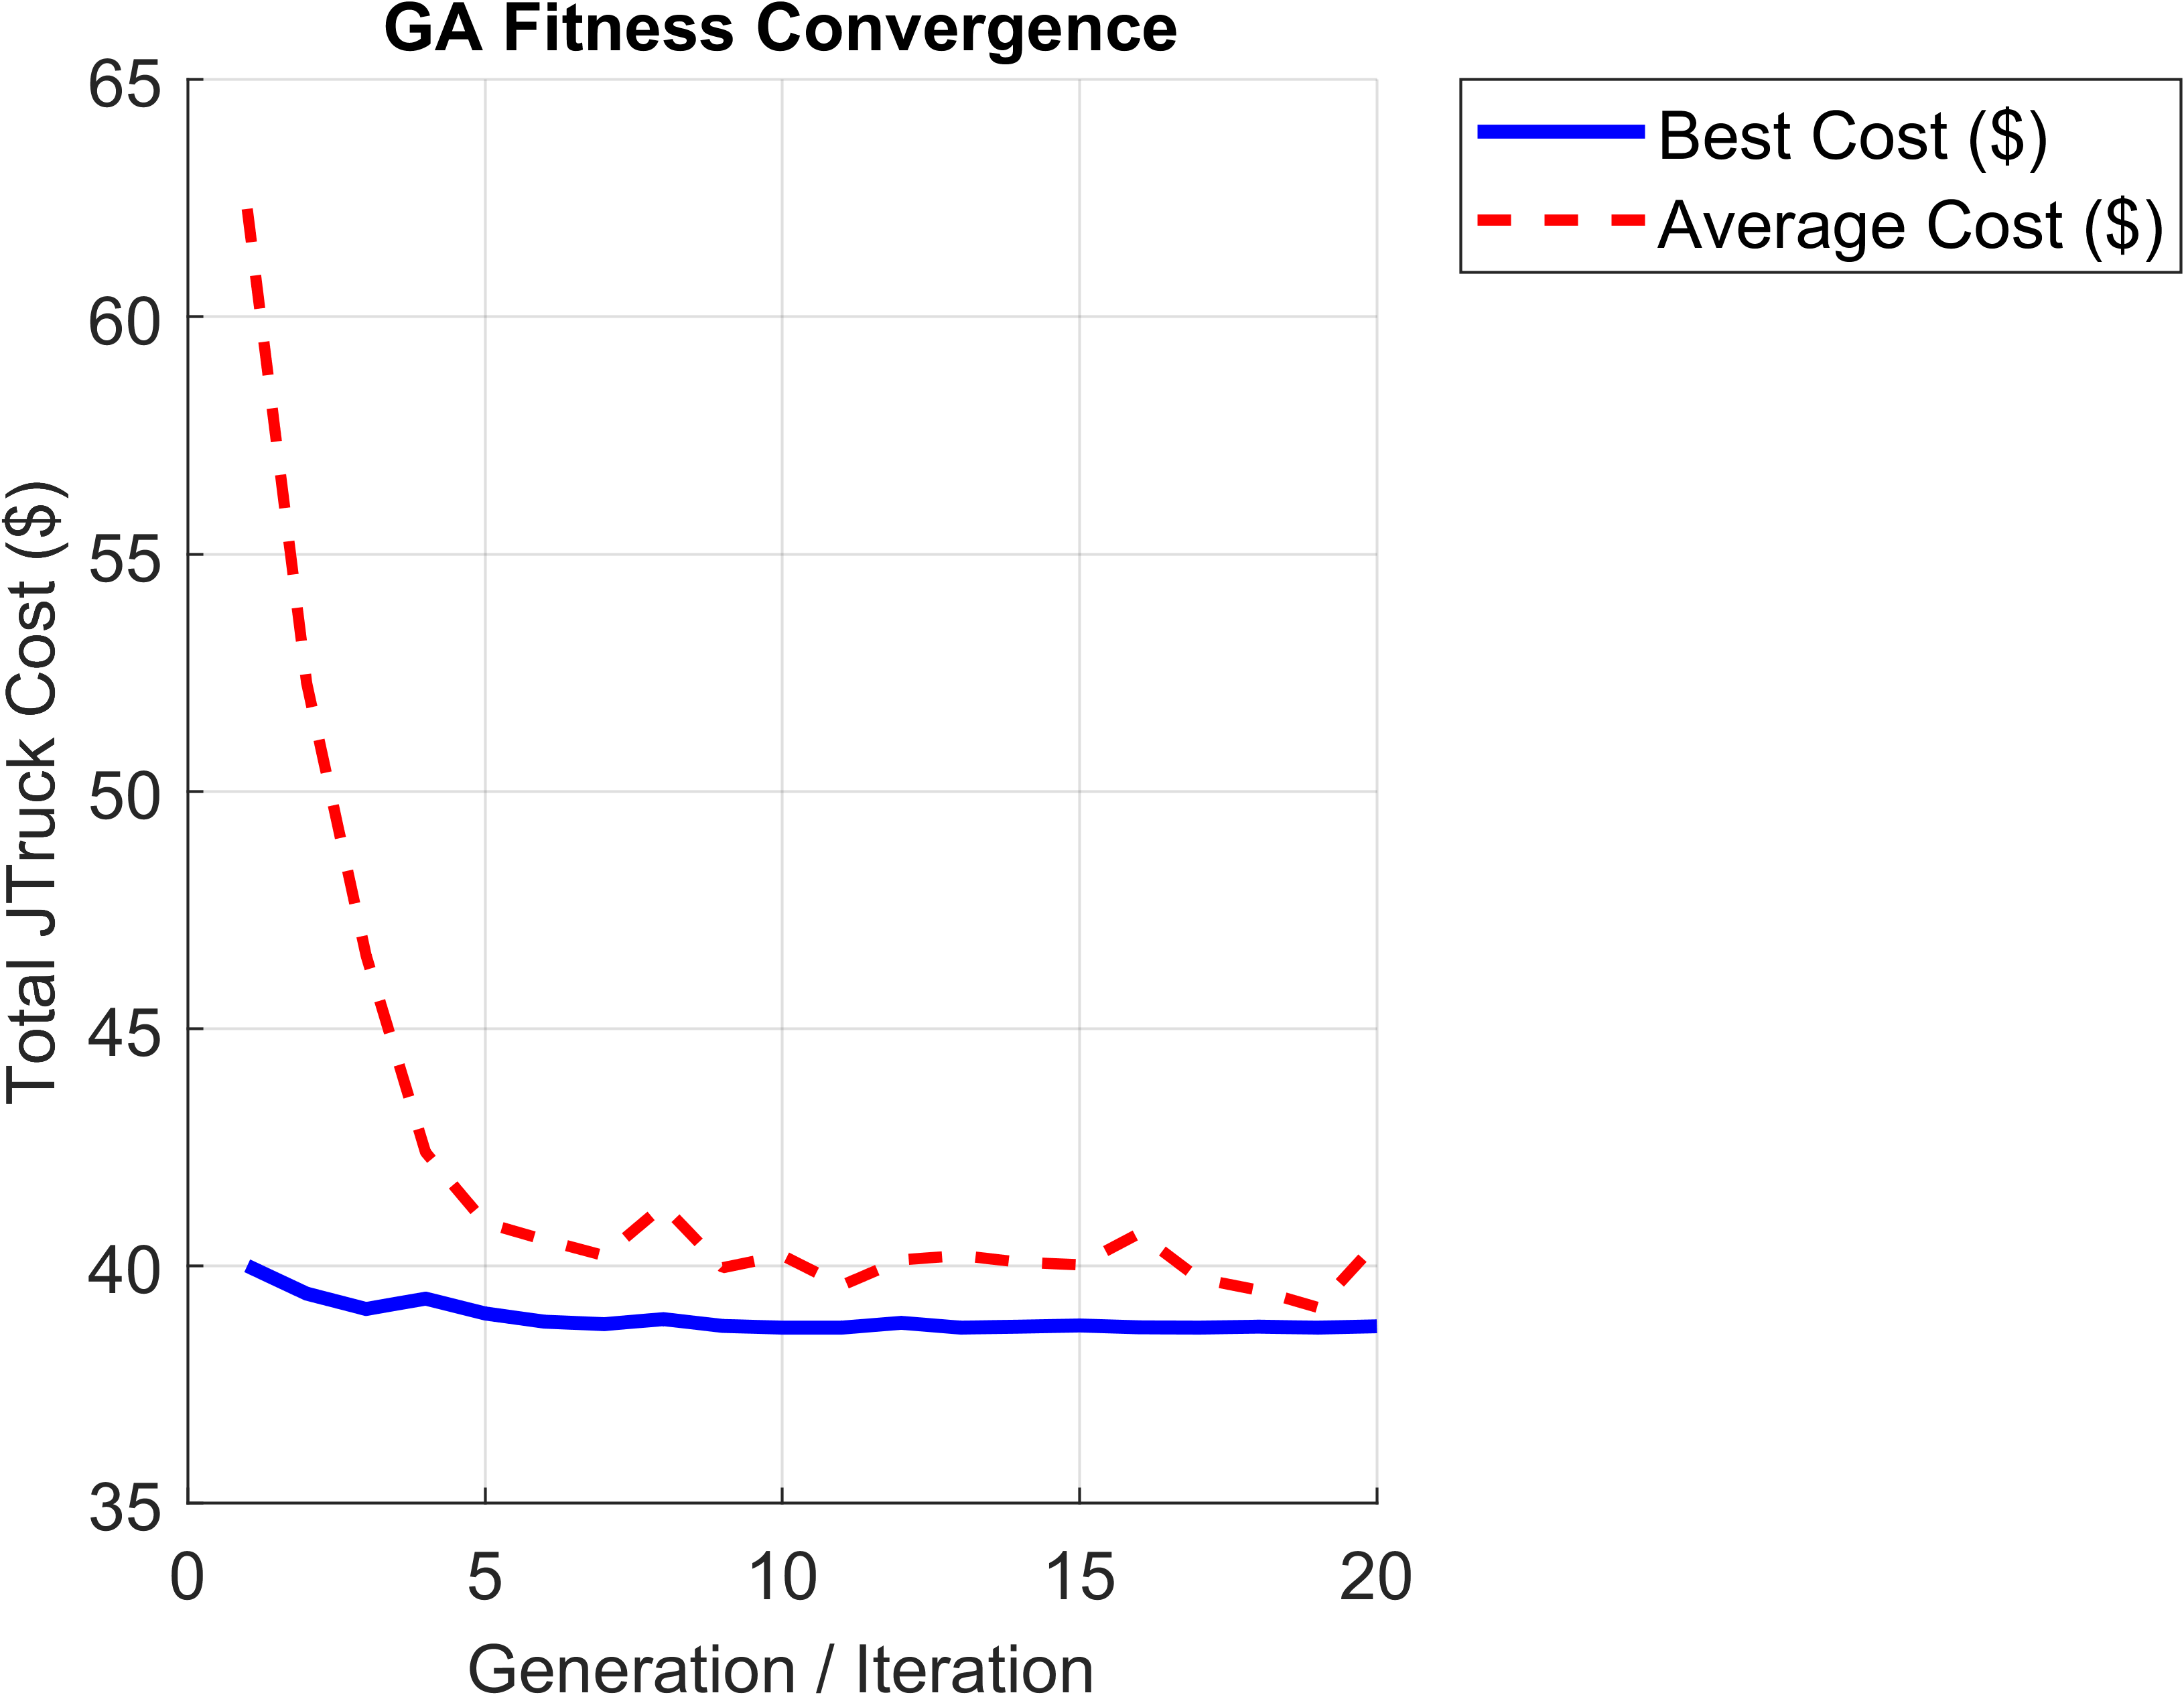 GA Fitness Convergence
Best Cost ($)
Average Cost ($)
65
60
55
50
45
40
35
Total JTruck Cost ($)
0 5 10 15 20
Generation / Iteration